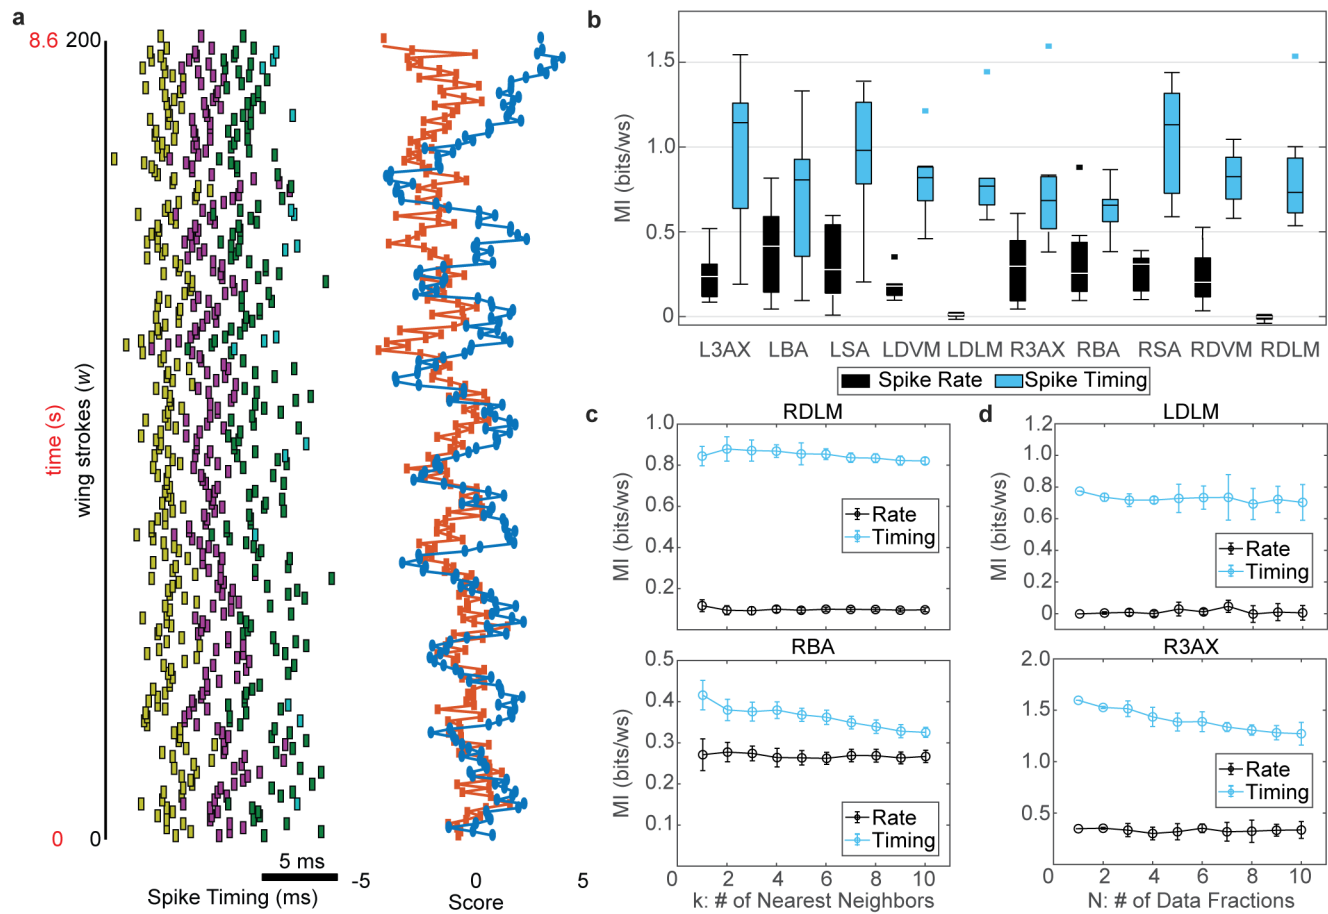 a
8.6 200
time (s)
wing strokes (w)
0 0
5 ms
Spike Timing (ms)
-5 0 5
Score
b
MI (bits/ws)
1.5
1.0
0.5
0
L3AX LBA LSA LDVM LDLM R3AX RBA RSA RDVM RDLM
Spike Rate Spike Timing
c
RDLM
MI (bits/ws)
1.0
0.8
0.6
0.4
0.2
Rate
Timing
RBA
MI (bits/ws)
0.5
0.4
0.3
0.2
0.1
Rate
Timing
0 2 4 6 8 10
k: # of Nearest Neighbors
d
LDLM
MI (bits/ws)
1.2
1.0
0.8
0.6
0.4
0.2
0
Rate
Timing
R3AX
2.0
1.5
1.0
0.5
Rate
Timing
0 2 4 6 8 10
N: # of Data Fractions